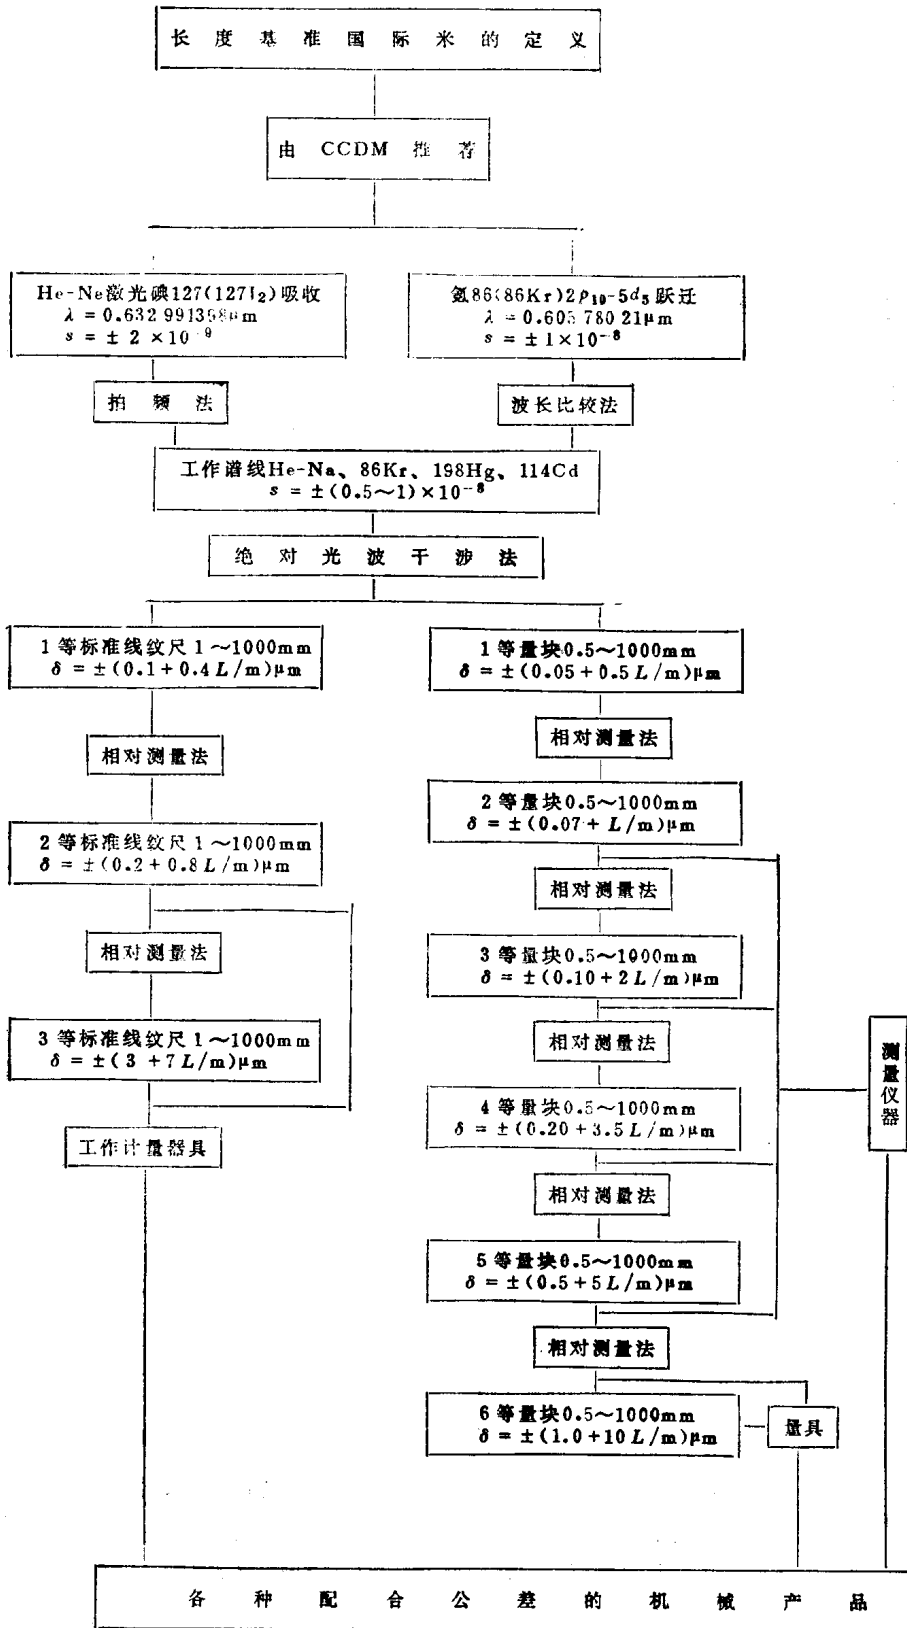 长度基准国际米的定义
由 CCDM 推荐
He-Ne激光碘127(127I₂)吸收
λ = 0.632 991398μm
s = ± 2 ×10⁻⁹
氪86(86Kr)2p₁₀-5d₅跃迁
λ = 0.605 780 21μm
s = ± 1×10⁻⁸
拍频法
波长比较法
工作谱线He-Na、86Kr、198Hg、114Cd
s = ±(0.5~1)×10⁻⁸
绝对光波干涉法
1等标准线纹尺1~1000mm
δ = ±(0.1+0.4L/m)μm
1等量块0.5~1000mm
δ = ±(0.05+0.5L/m)μm
相对测量法
相对测量法
2等标准线纹尺1~1000mm
δ = ±(0.2+0.8L/m)μm
2等量块0.5~1000mm
δ = ±(0.07+L/m)μm
相对测量法
相对测量法
3等标准线纹尺1~1000mm
δ = ±(3+7L/m)μm
3等量块0.5~1000mm
δ = ±(0.10+2L/m)μm
相对测量法
测量仪器
工作计量器具
4等量块0.5~1000mm
δ = ±(0.20+3.5L/m)μm
相对测量法
5等量块0.5~1000mm
δ = ±(0.5+5L/m)μm
相对测量法
6等量块0.5~1000mm
δ = ±(1.0+10L/m)μm
量具
各种配合公差的机械产品